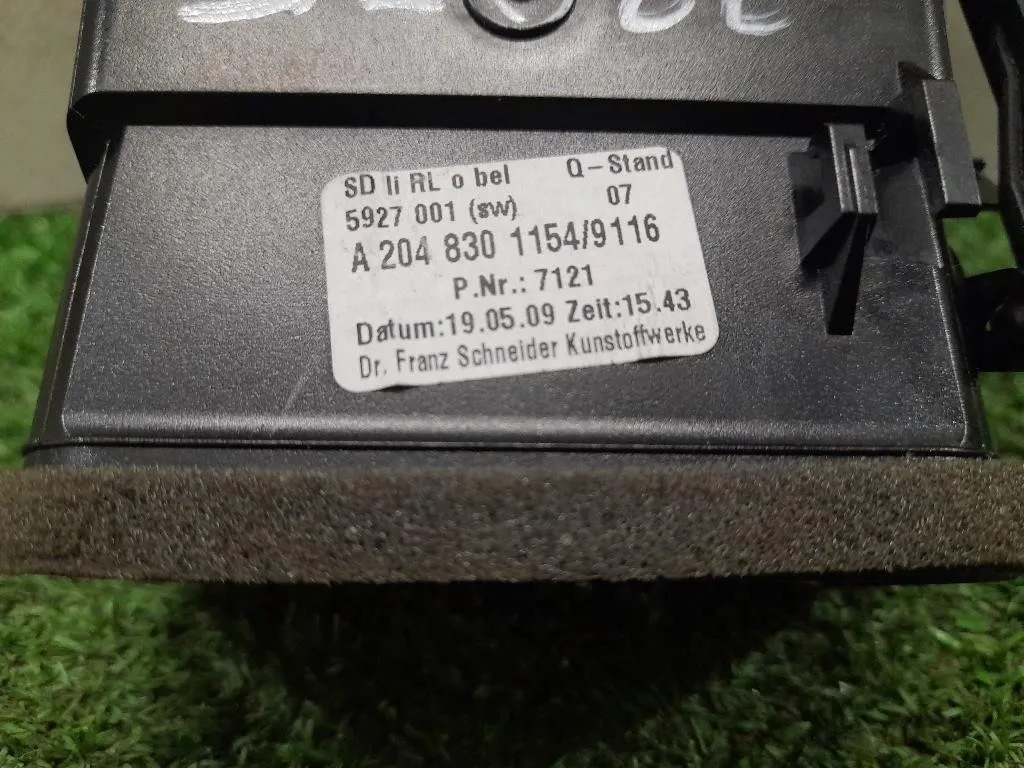 SD li RL o bel Q-Stand
5927 001 (sw) 07
A 204 830 1154/9116
P.Nr.: 7121
Datum:19.05.09 Zeit:15.43
Dr. Franz Schneider Kunstoffwerke